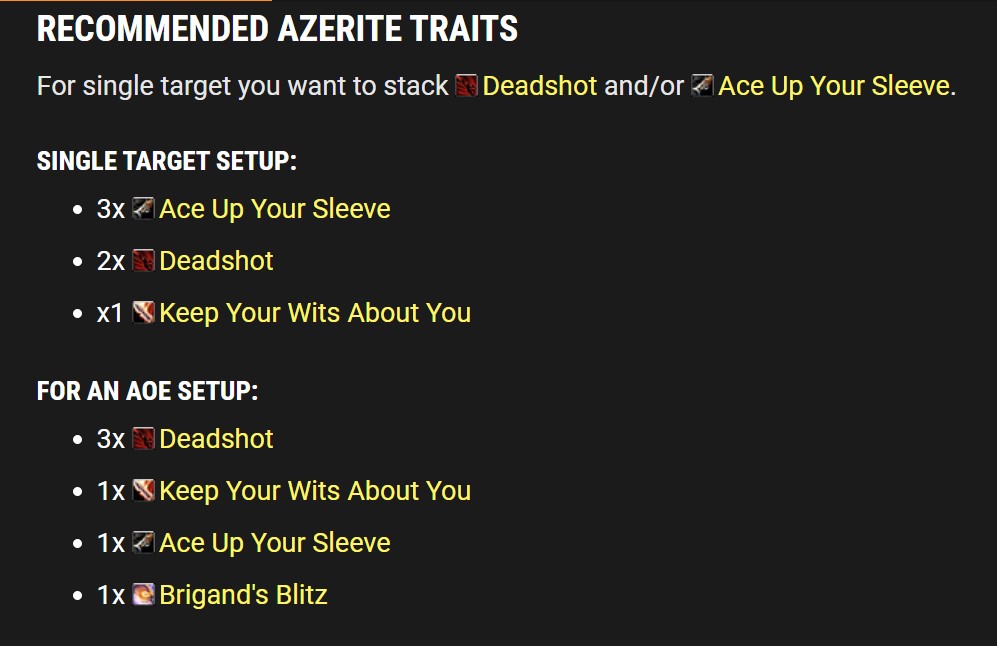 RECOMMENDED AZERITE TRAITS
For single target you want to stack Deadshot and/or Ace Up Your Sleeve.
SINGLE TARGET SETUP:
• 3x Ace Up Your Sleeve
• 2x Deadshot
• x1 Keep Your Wits About You
FOR AN AOE SETUP:
• 3x Deadshot
• 1x Keep Your Wits About You
• 1x Ace Up Your Sleeve
• 1x Brigand's Blitz